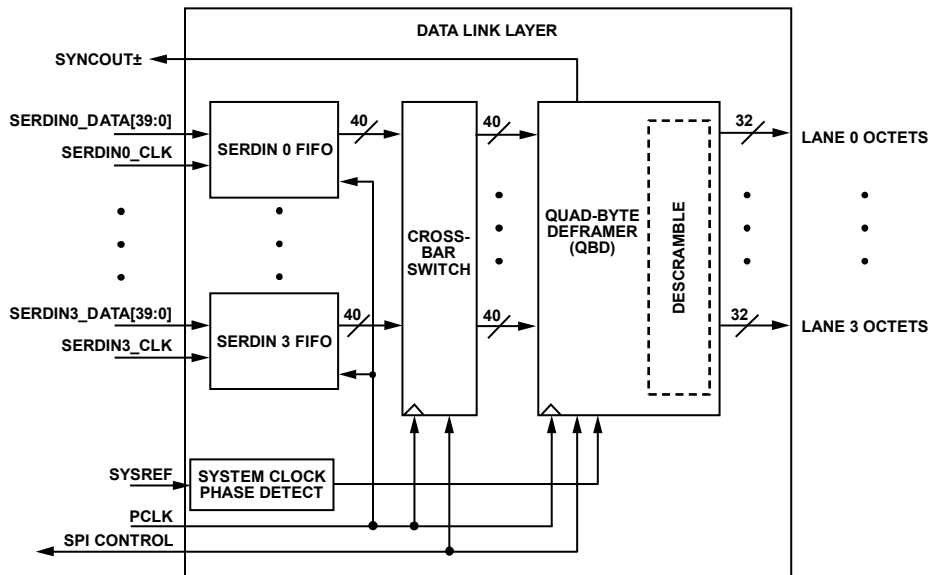 DATA LINK LAYER
SYNCOUT±
SERDIN0_DATA[39:0]
SERDIN0_CLK
SERDIN 0 FIFO
40
40
32
LANE 0 OCTETS
CROSS-
BAR
SWITCH
QUAD-BYTE
DEFRAMER
(QBD)
DESCRAMBLE
SERDIN3_DATA[39:0]
SERDIN3_CLK
SERDIN 3 FIFO
40
40
32
LANE 3 OCTETS
SYSREF
SYSTEM CLOCK
PHASE DETECT
PCLK
SPI CONTROL